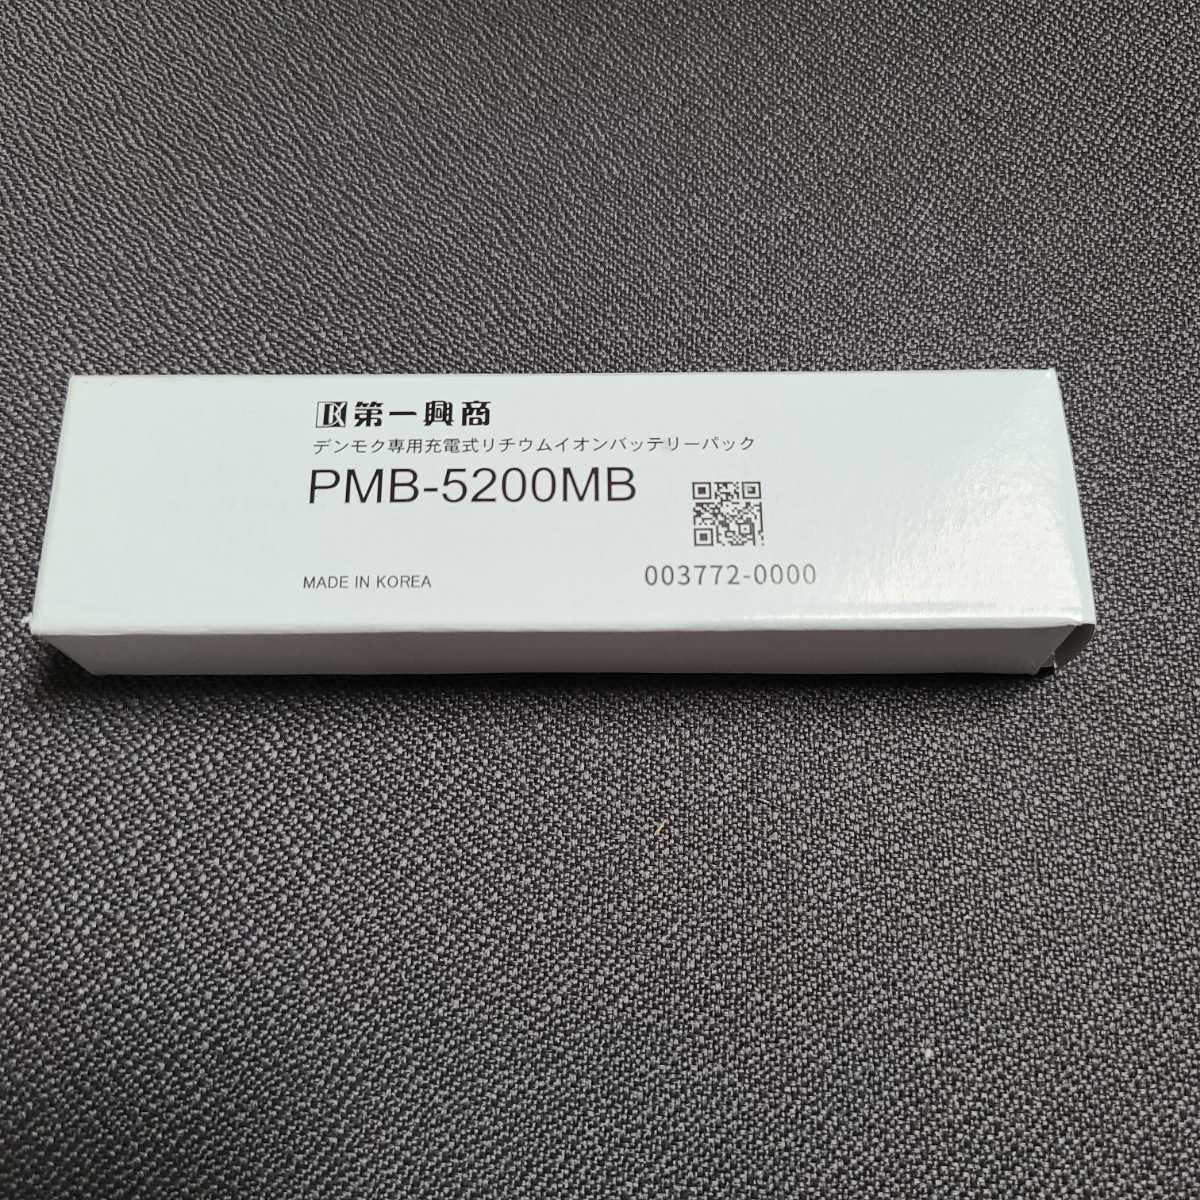 DK 第一興商
デンモク専用充電式リチウムイオンバッテリーパック
PMB-5200MB
MADE IN KOREA
003772-0000